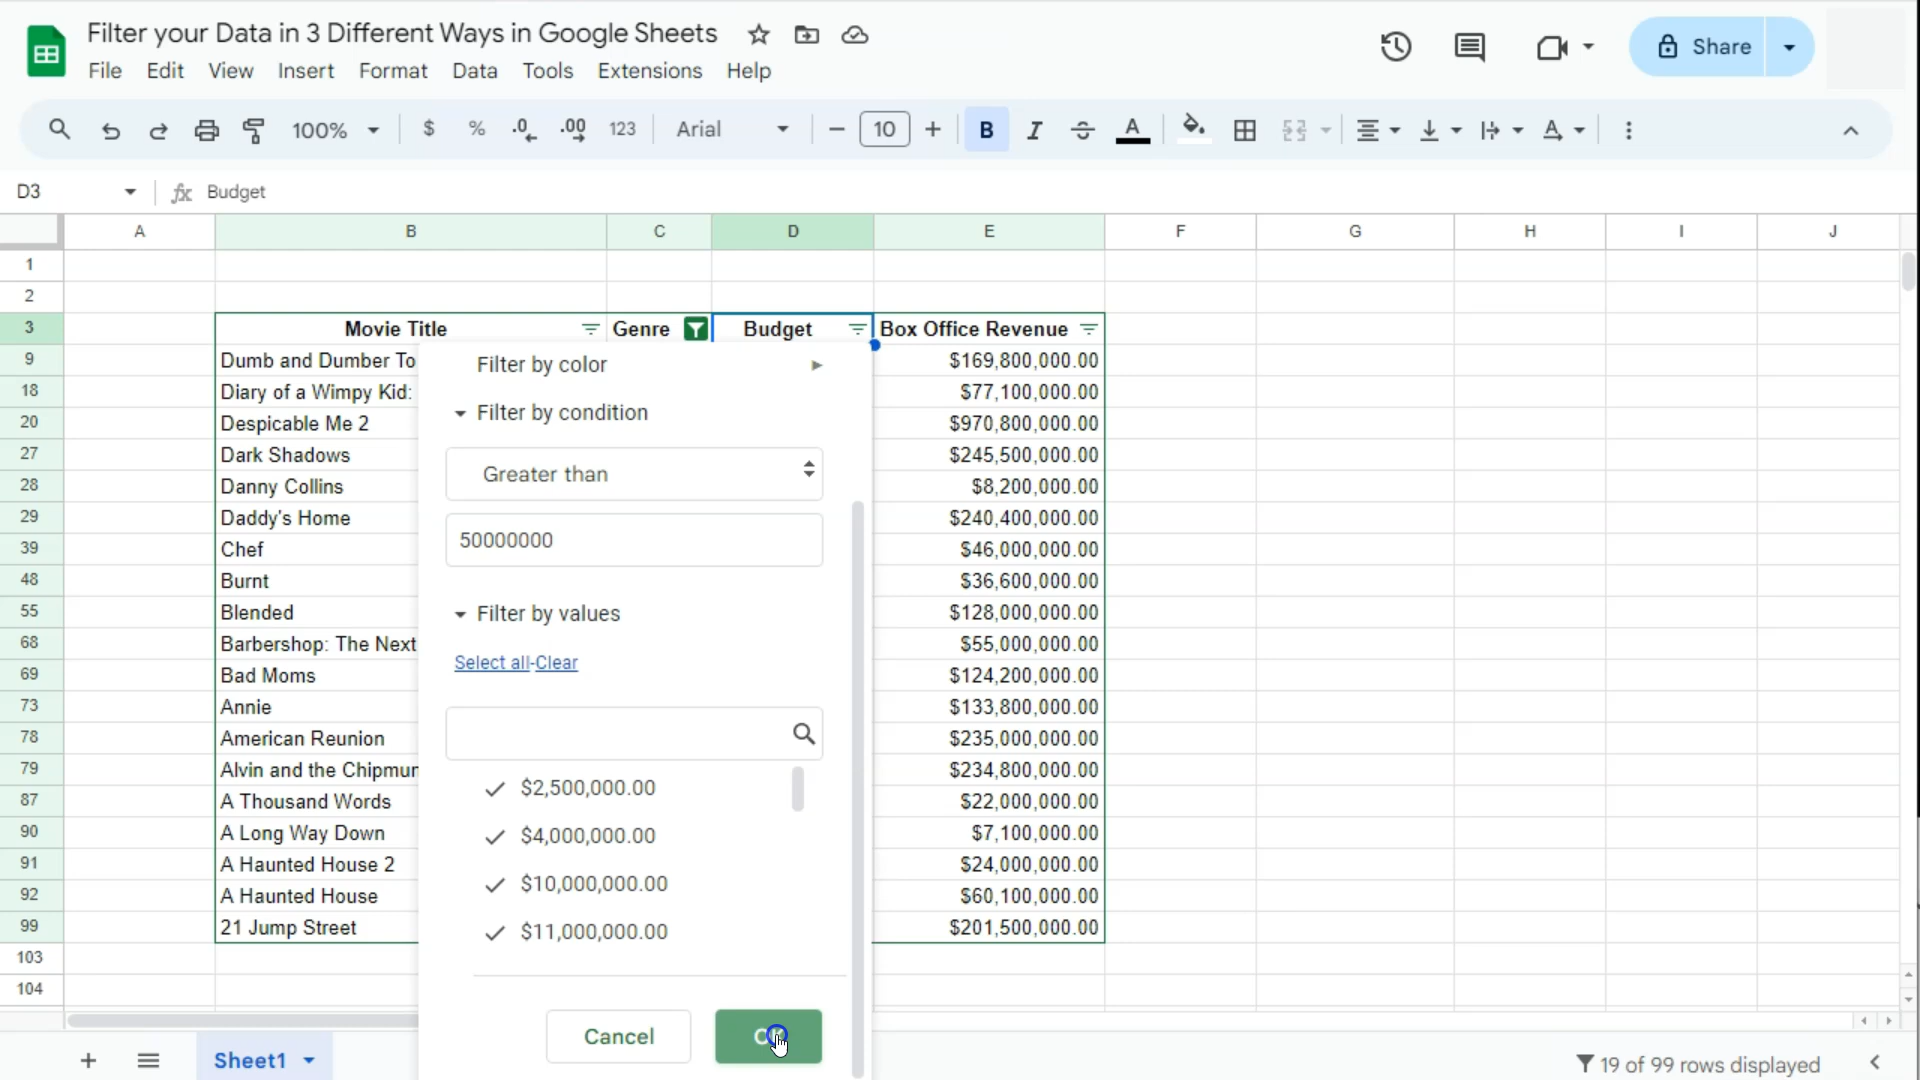 Filter your Data in 3 Different Ways in Google Sheets
File Edit View Insert Format Data Tools Extensions Help
Share
100% $ % .0 .00 123 Arial 10 B I A
D3 fx Budget
A B C D E F G H I J
1
2
3 Movie Title Genre Budget Box Office Revenue
9 Dumb and Dumber To $169,800,000.00
Filter by color
18 Diary of a Wimpy Kid: $77,100,000.00
Filter by condition
20 Despicable Me 2 $970,800,000.00
27 Dark Shadows $245,500,000.00
Greater than
28 Danny Collins $8,200,000.00
29 Daddy's Home $240,400,000.00
50000000
39 Chef $46,000,000.00
48 Burnt $36,600,000.00
55 Blended $128,000,000.00
Filter by values
68 Barbershop: The Next $55,000,000.00
Select all-Clear
69 Bad Moms $124,200,000.00
73 Annie $133,800,000.00
78 American Reunion $235,000,000.00
79 Alvin and the Chipmun $234,800,000.00
$2,500,000.00
87 A Thousand Words $22,000,000.00
90 A Long Way Down $7,100,000.00
$4,000,000.00
91 A Haunted House 2 $24,000,000.00
$10,000,000.00
92 A Haunted House $60,100,000.00
99 21 Jump Street $201,500,000.00
$11,000,000.00
103
104
Cancel OK
Sheet1 19 of 99 rows displayed